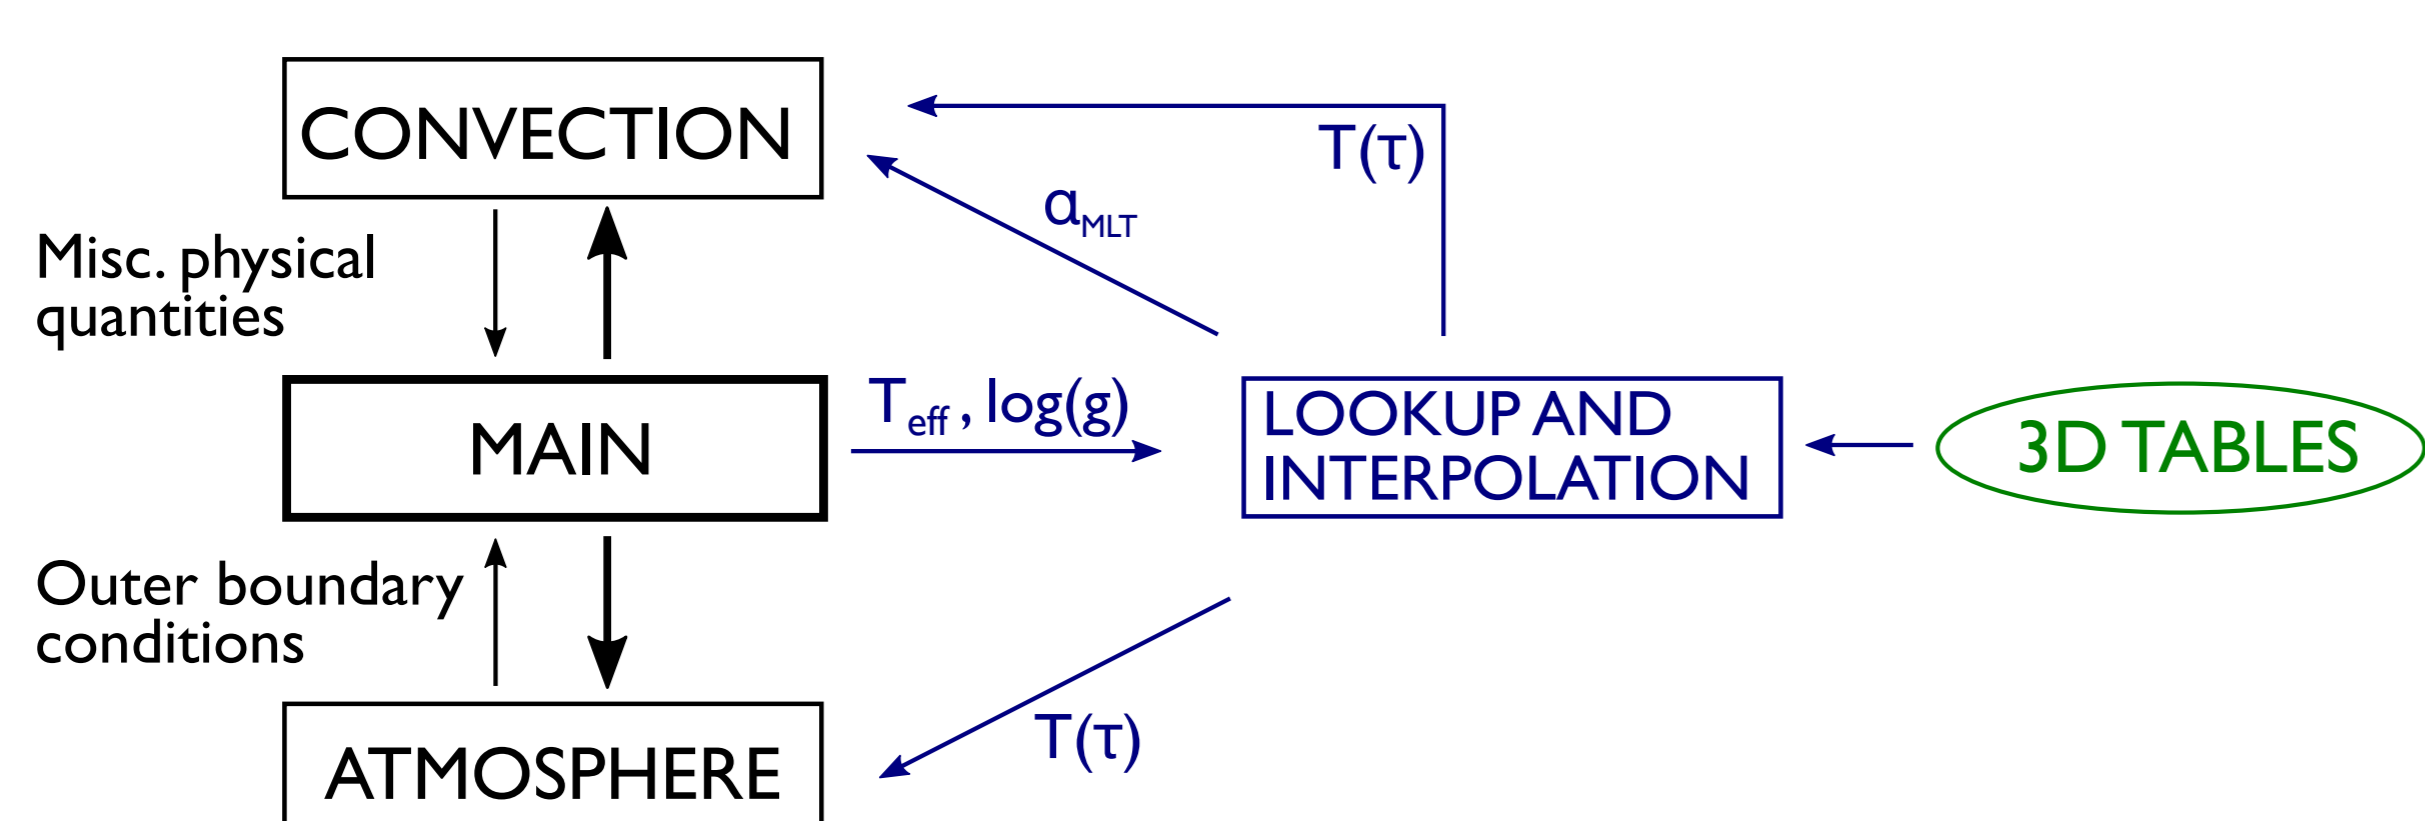 CONVECTION
T(τ)
α_MLT
Misc. physical
quantities
MAIN
T_eff , log(g)
LOOKUP AND
INTERPOLATION
3D TABLES
Outer boundary
conditions
T(τ)
ATMOSPHERE